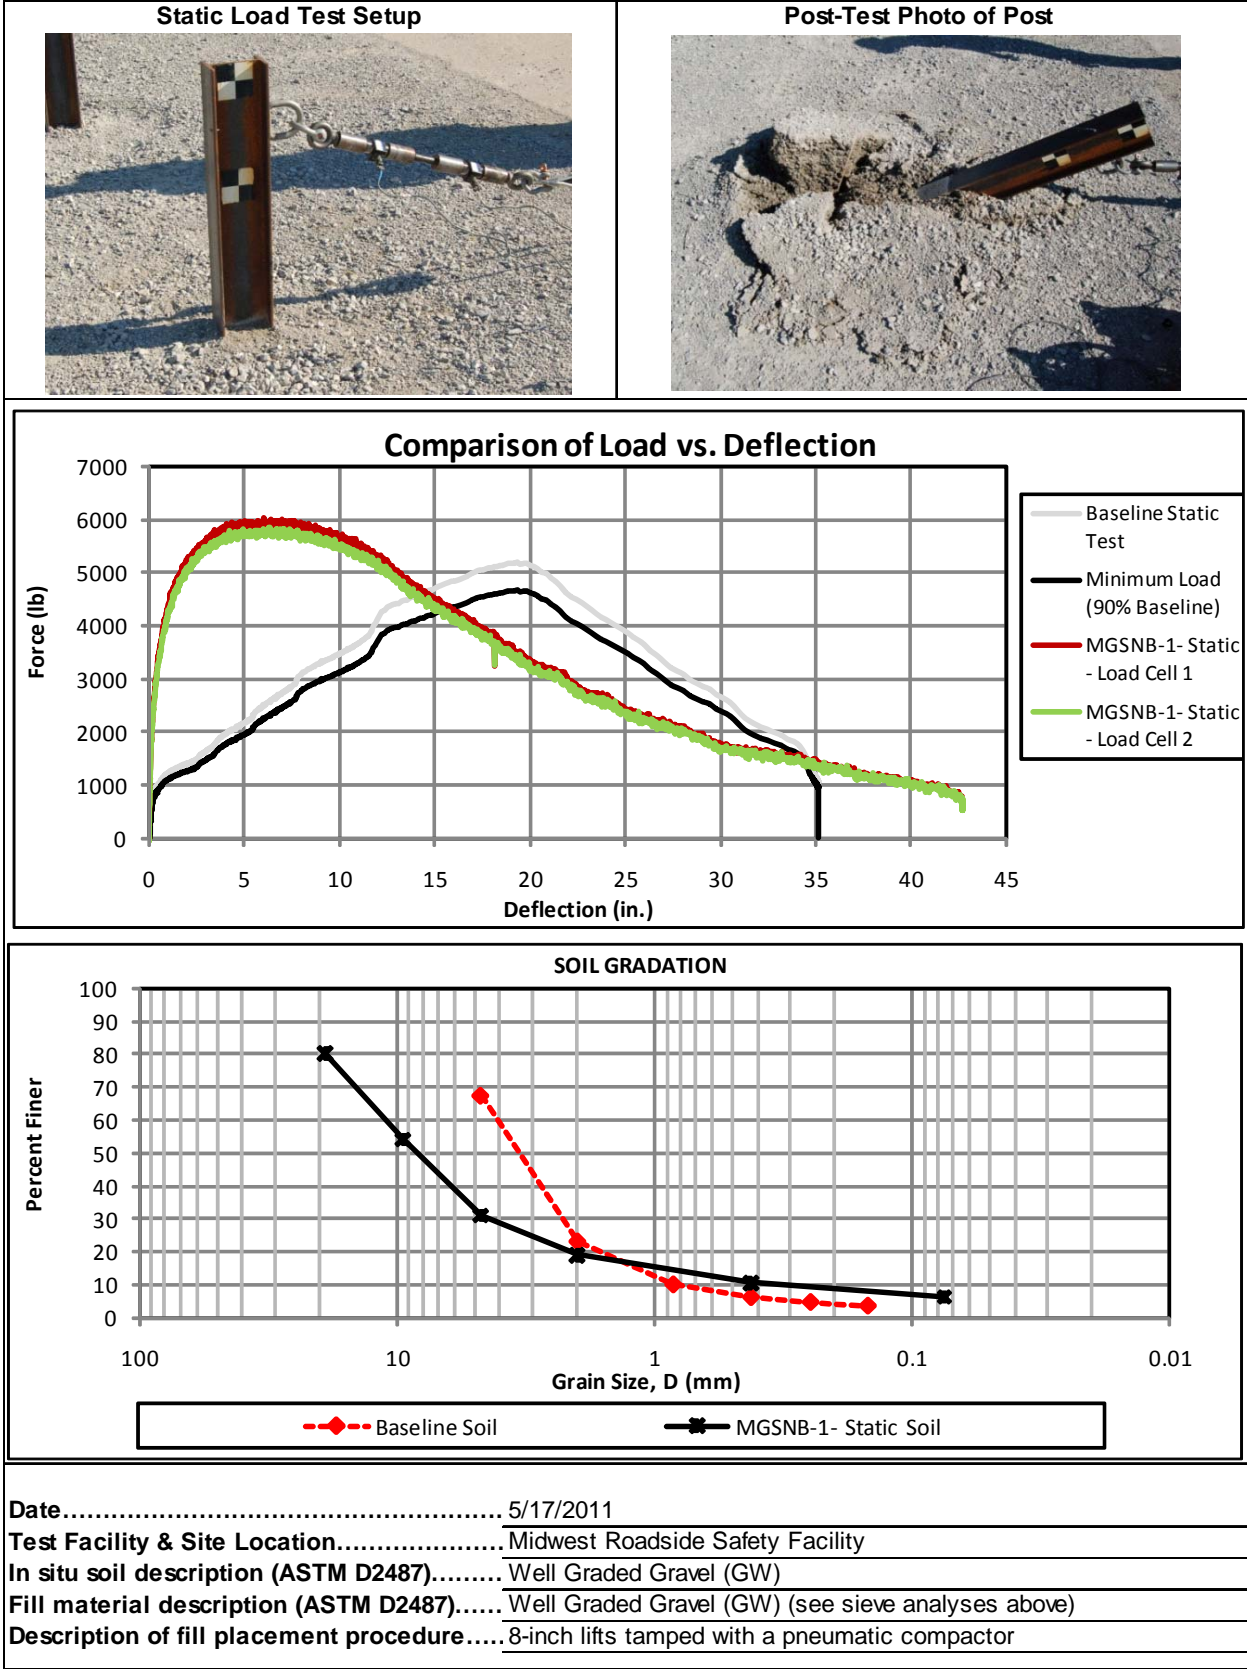 Static Load Test Setup
Post-Test Photo of Post
Comparison of Load vs. Deflection
Force (lb)
7000
6000
5000
4000
3000
2000
1000
0
0 5 10 15 20 25 30 35 40 45
Deflection (in.)
Baseline Static
Test
Minimum Load
(90% Baseline)
MGSNB-1- Static
- Load Cell 1
MGSNB-1- Static
- Load Cell 2
SOIL GRADATION
Percent Finer
100
90
80
70
60
50
40
30
20
10
0
100 10 1 0.1 0.01
Grain Size, D (mm)
Baseline Soil
MGSNB-1- Static Soil
Date.......................................... 5/17/2011
Test Facility & Site Location..................... Midwest Roadside Safety Facility
In situ soil description (ASTM D2487)......... Well Graded Gravel (GW)
Fill material description (ASTM D2487)...... Well Graded Gravel (GW) (see sieve analyses above)
Description of fill placement procedure..... 8-inch lifts tamped with a pneumatic compactor